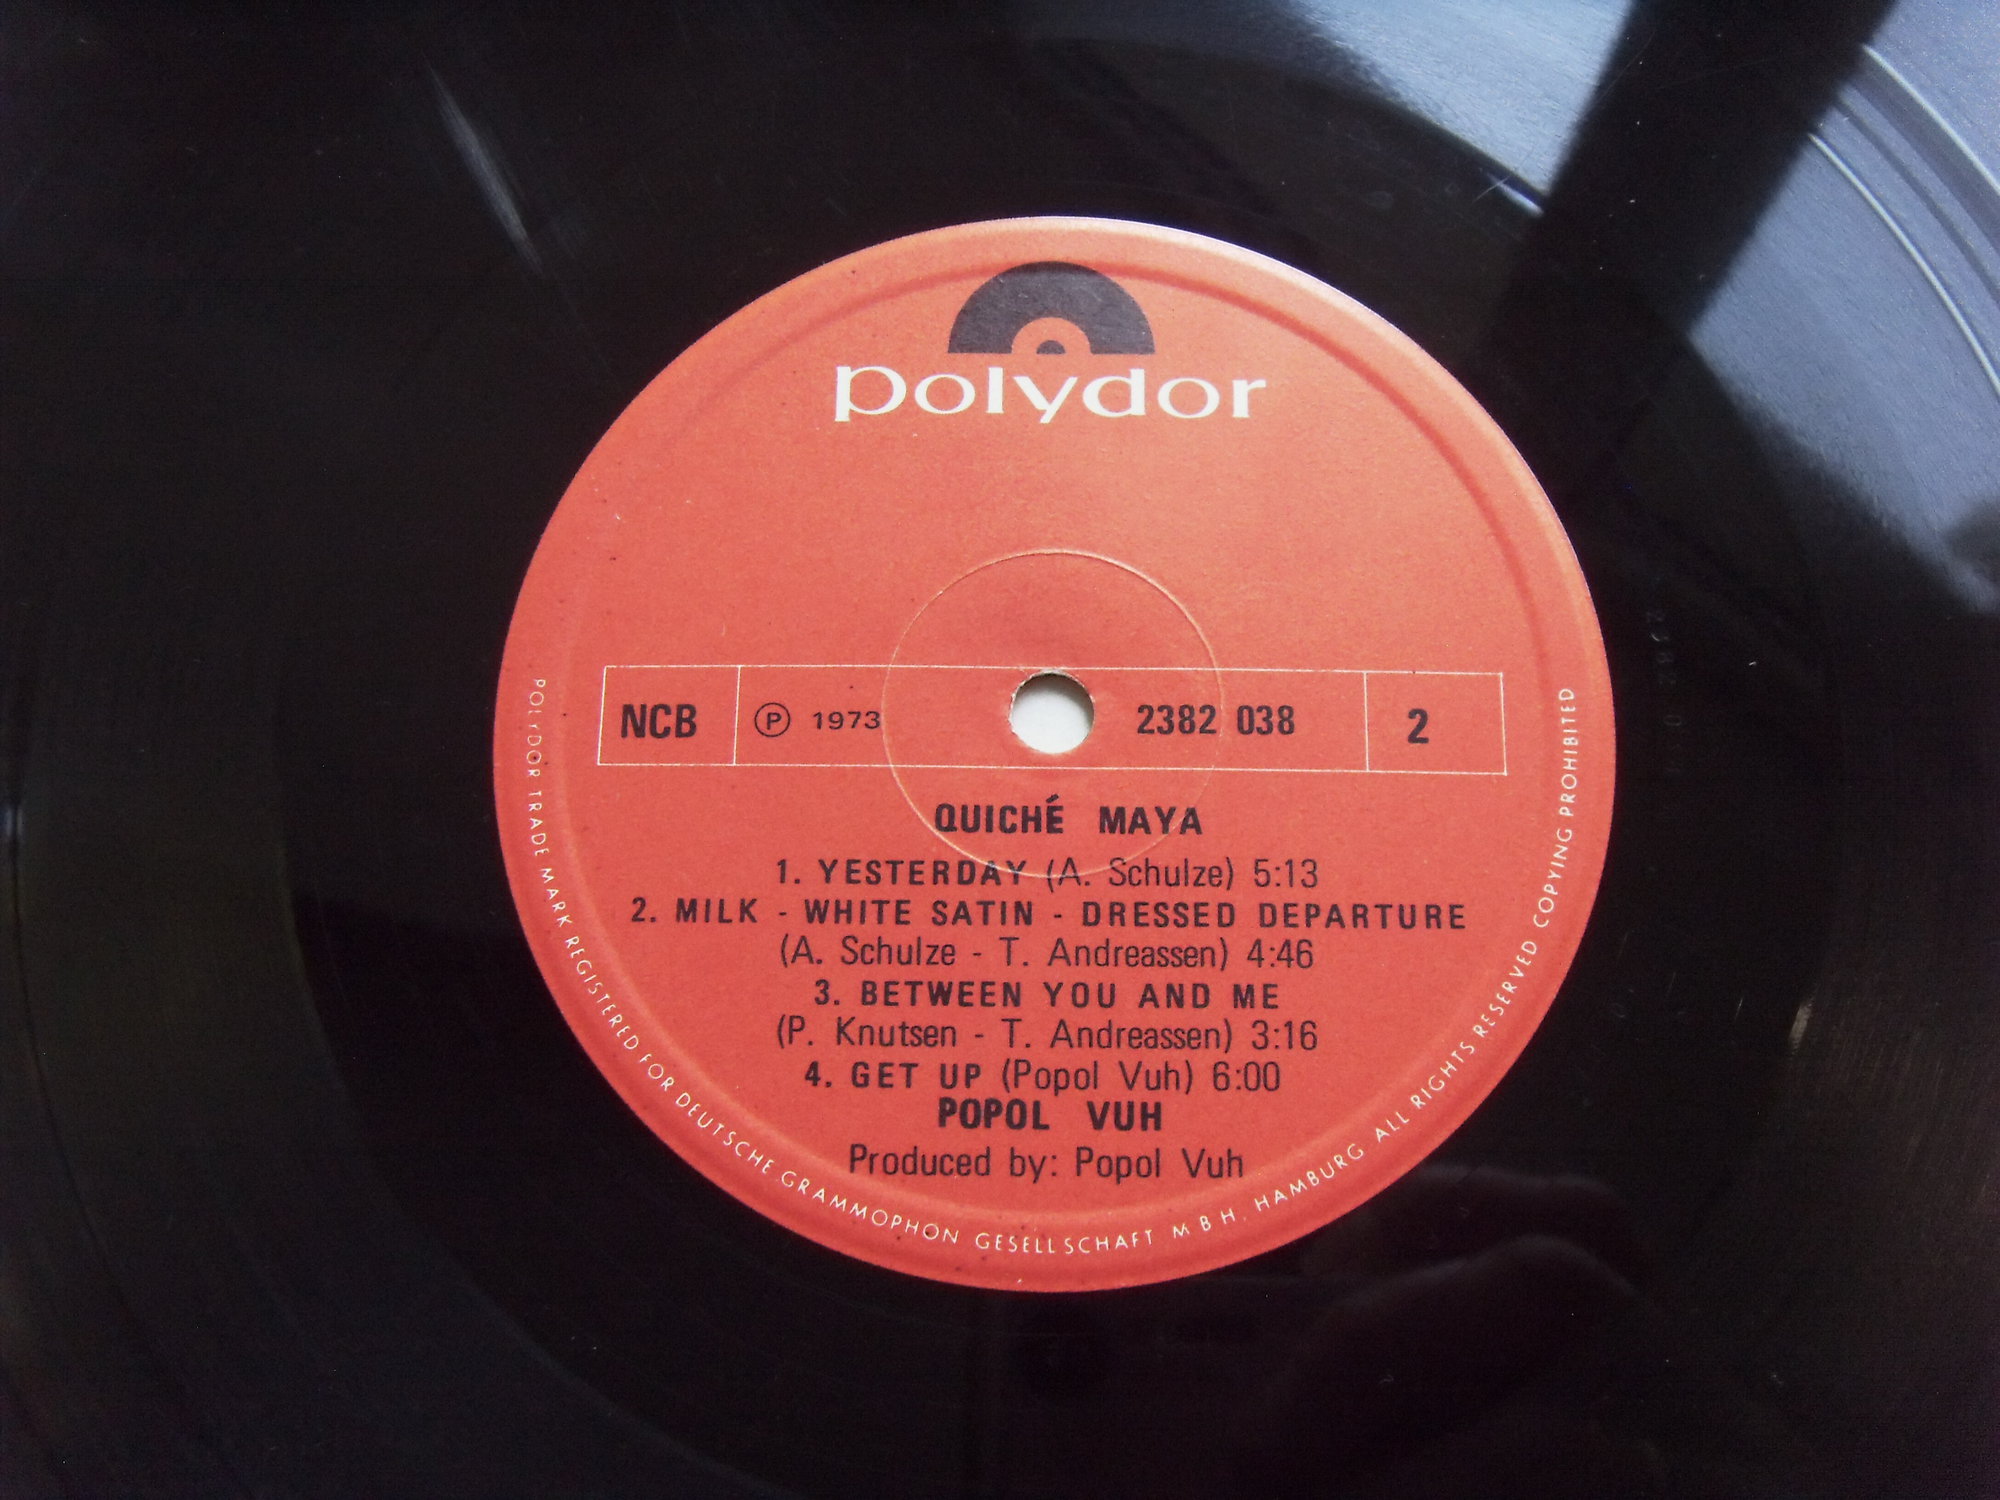 polydor
NCB ℗ 1973 2382 038 2
QUICHÉ MAYA
1. YESTERDAY (A. Schulze) 5:13
2. MILK - WHITE SATIN - DRESSED DEPARTURE
(A. Schulze - T. Andreassen) 4:46
3. BETWEEN YOU AND ME
(P. Knutsen - T. Andreassen) 3:16
4. GET UP (Popol Vuh) 6:00
POPOL VUH
Produced by: Popol Vuh
POLYDOR TRADE MARK REGISTERED FOR DEUTSCHE GRAMMOPHON GESELLSCHAFT M B H. HAMBURG. ALL RIGHTS RESERVED COPYING PROHIBITED